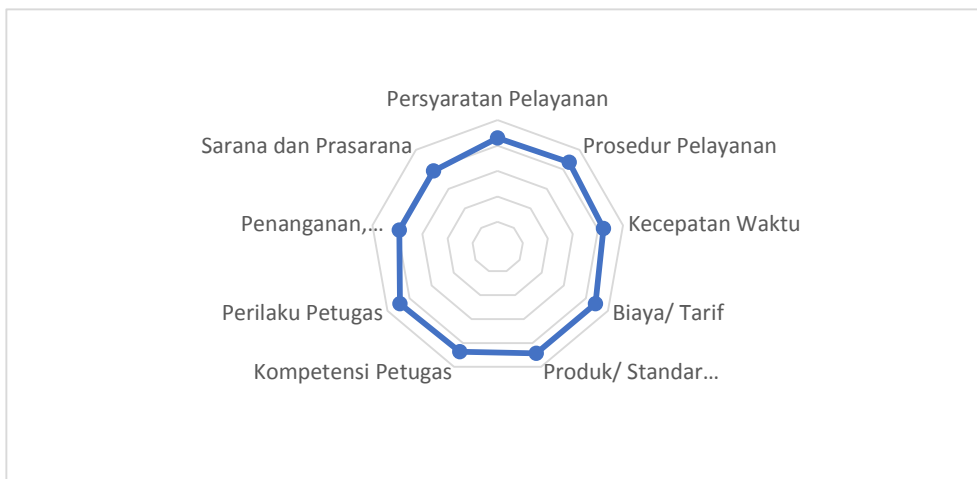 Persyaratan Pelayanan
Prosedur Pelayanan
Kecepatan Waktu
Biaya/ Tarif
Produk/ Standar...
Kompetensi Petugas
Perilaku Petugas
Penanganan,...
Sarana dan Prasarana